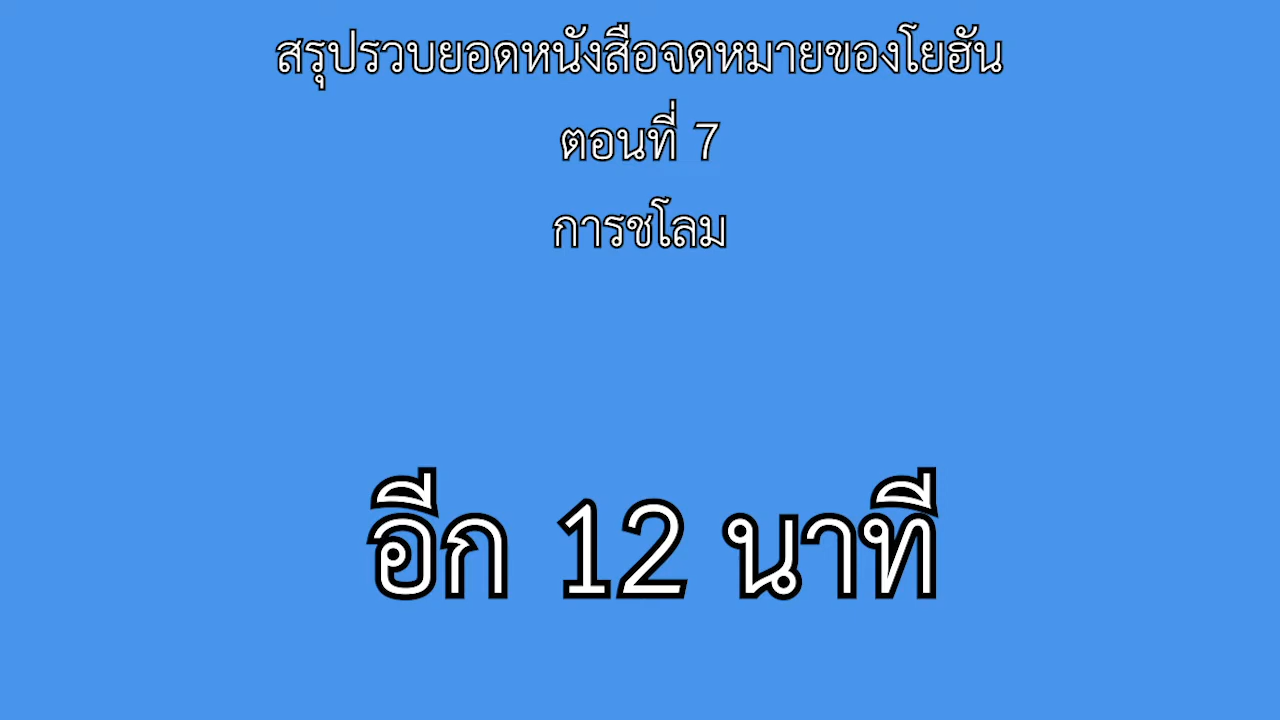 สรุปรวบยอดหนังสือจดหมายของโยฮัน
ตอนที่ 7
การชโลม
อีก 12 นาที